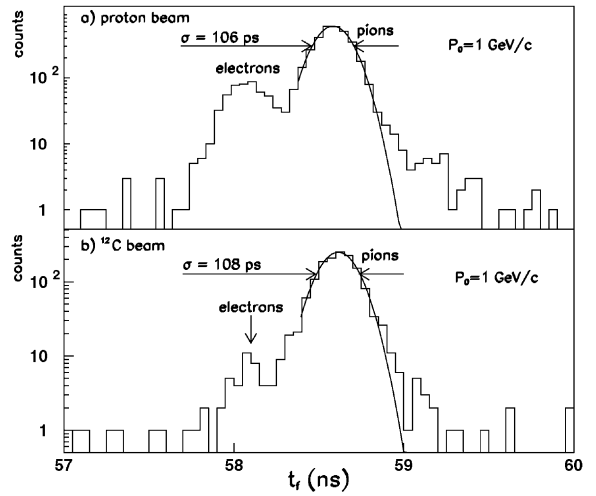 counts
a) proton beam
σ = 106 ps
pions
P₀=1 GeV/c
electrons
10²
10
1
counts
b) ¹²C beam
σ = 108 ps
pions
P₀=1 GeV/c
electrons
10²
10
1
57 58 59 60
t_f (ns)